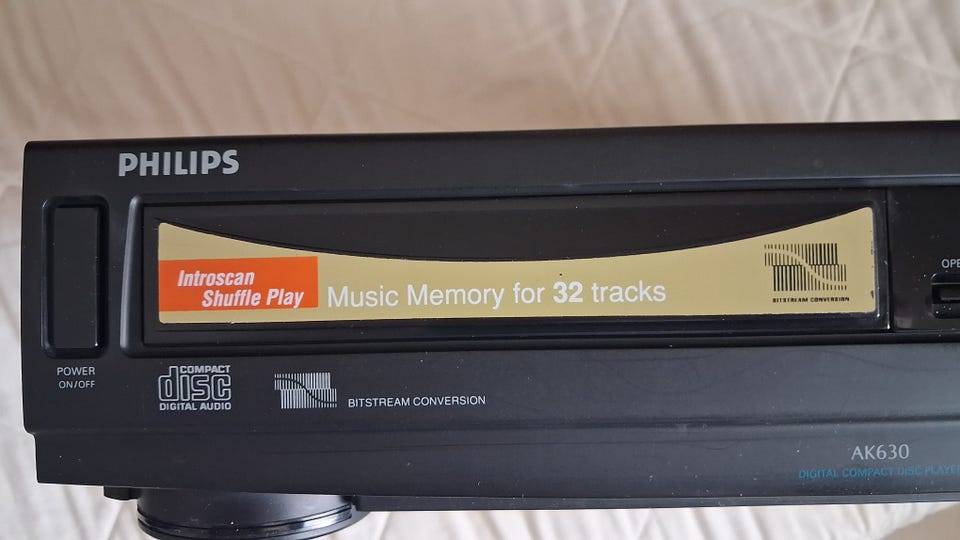 PHILIPS
Introscan
Shuffle Play
Music Memory for 32 tracks
BITSTREAM CONVERSION
POWER
ON/OFF
COMPACT
disc
DIGITAL AUDIO
BITSTREAM CONVERSION
AK630
DIGITAL COMPACT DISC PLAYER